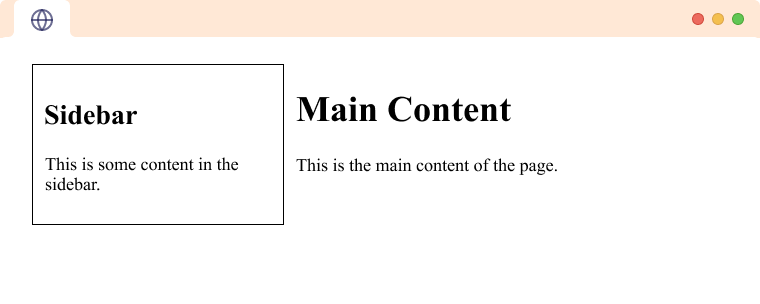 Sidebar
This is some content in the
sidebar.
Main Content
This is the main content of the page.